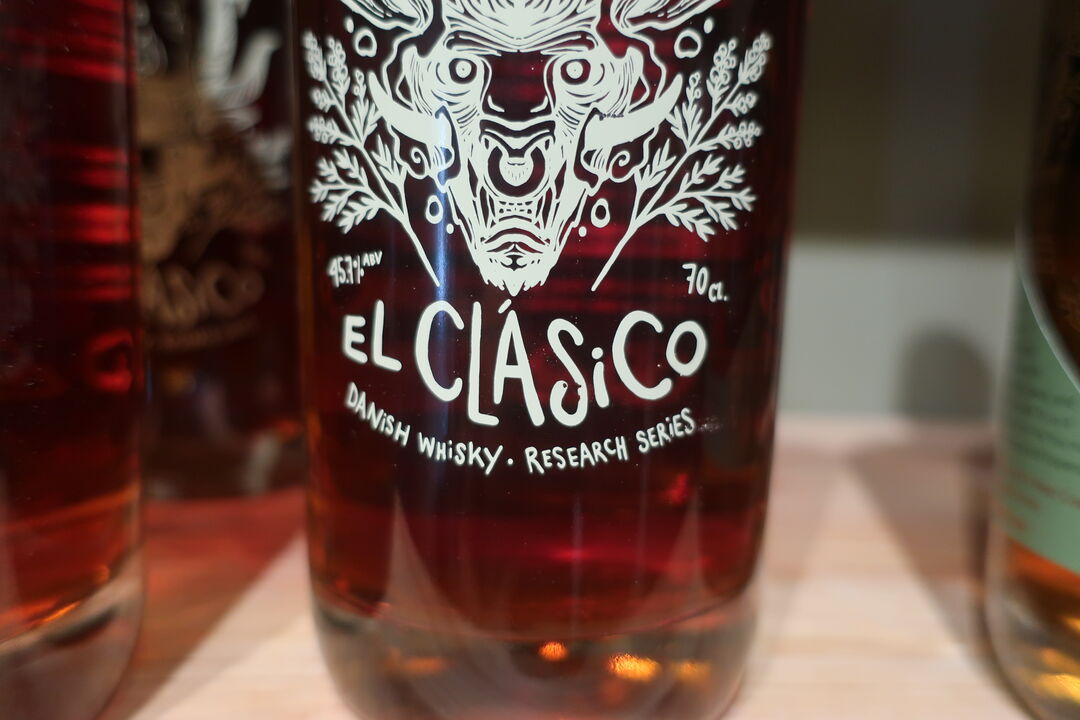 45.7% ABV
70 CL.
EL CLÁSiCO
DANiSH WHiSKY · RESEARCH SERiES